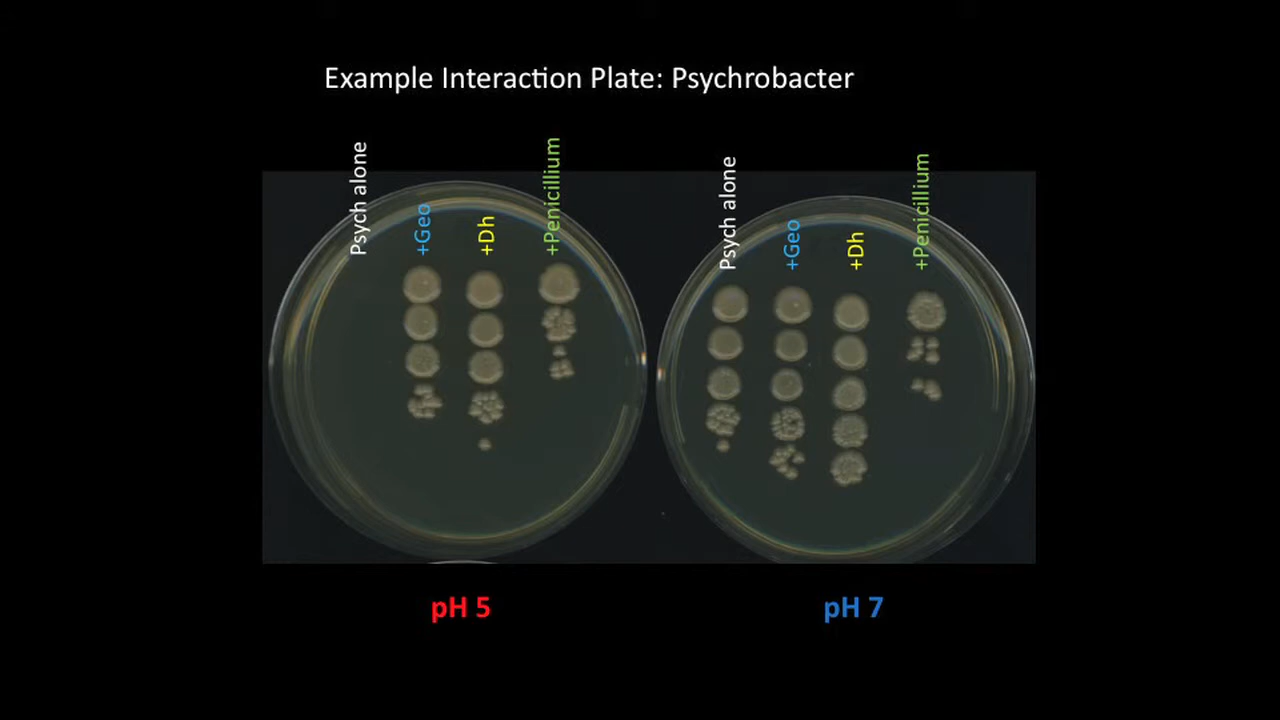 Example Interaction Plate: Psychrobacter
Psych alone
+Geo
+Dh
+Penicillium
Psych alone
+Geo
+Dh
+Penicillium
pH 5
pH 7